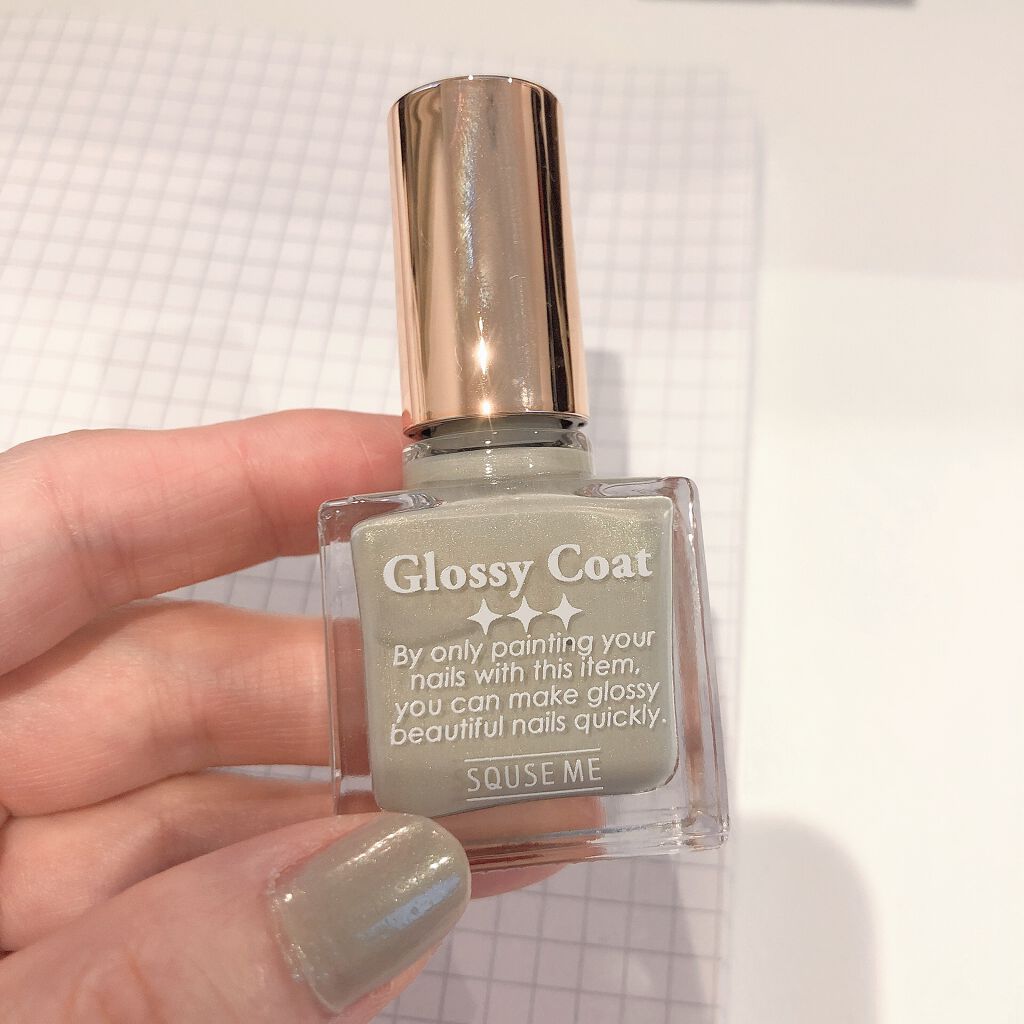 Glossy Coat
By only painting your
nails with this item,
you can make glossy
beautiful nails quickly.
SQUSE ME